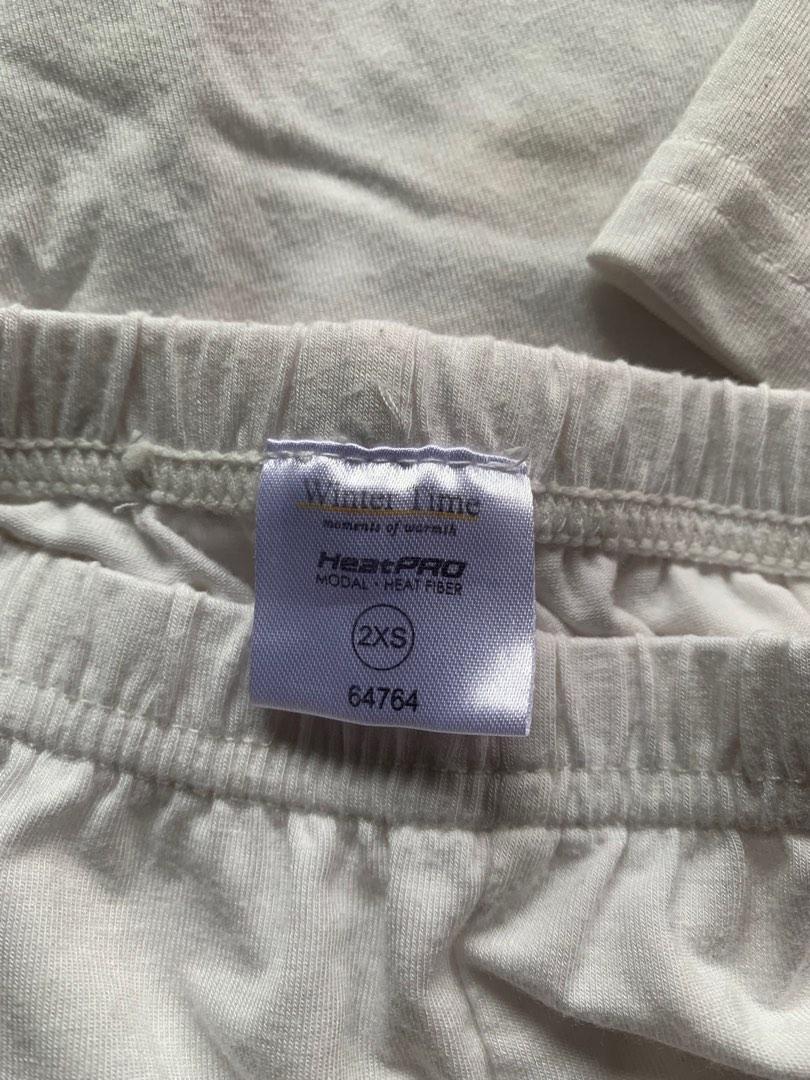 Winter Time
moments of warmth
HeatPRO
MODAL · HEAT FIBER
2XS
64764